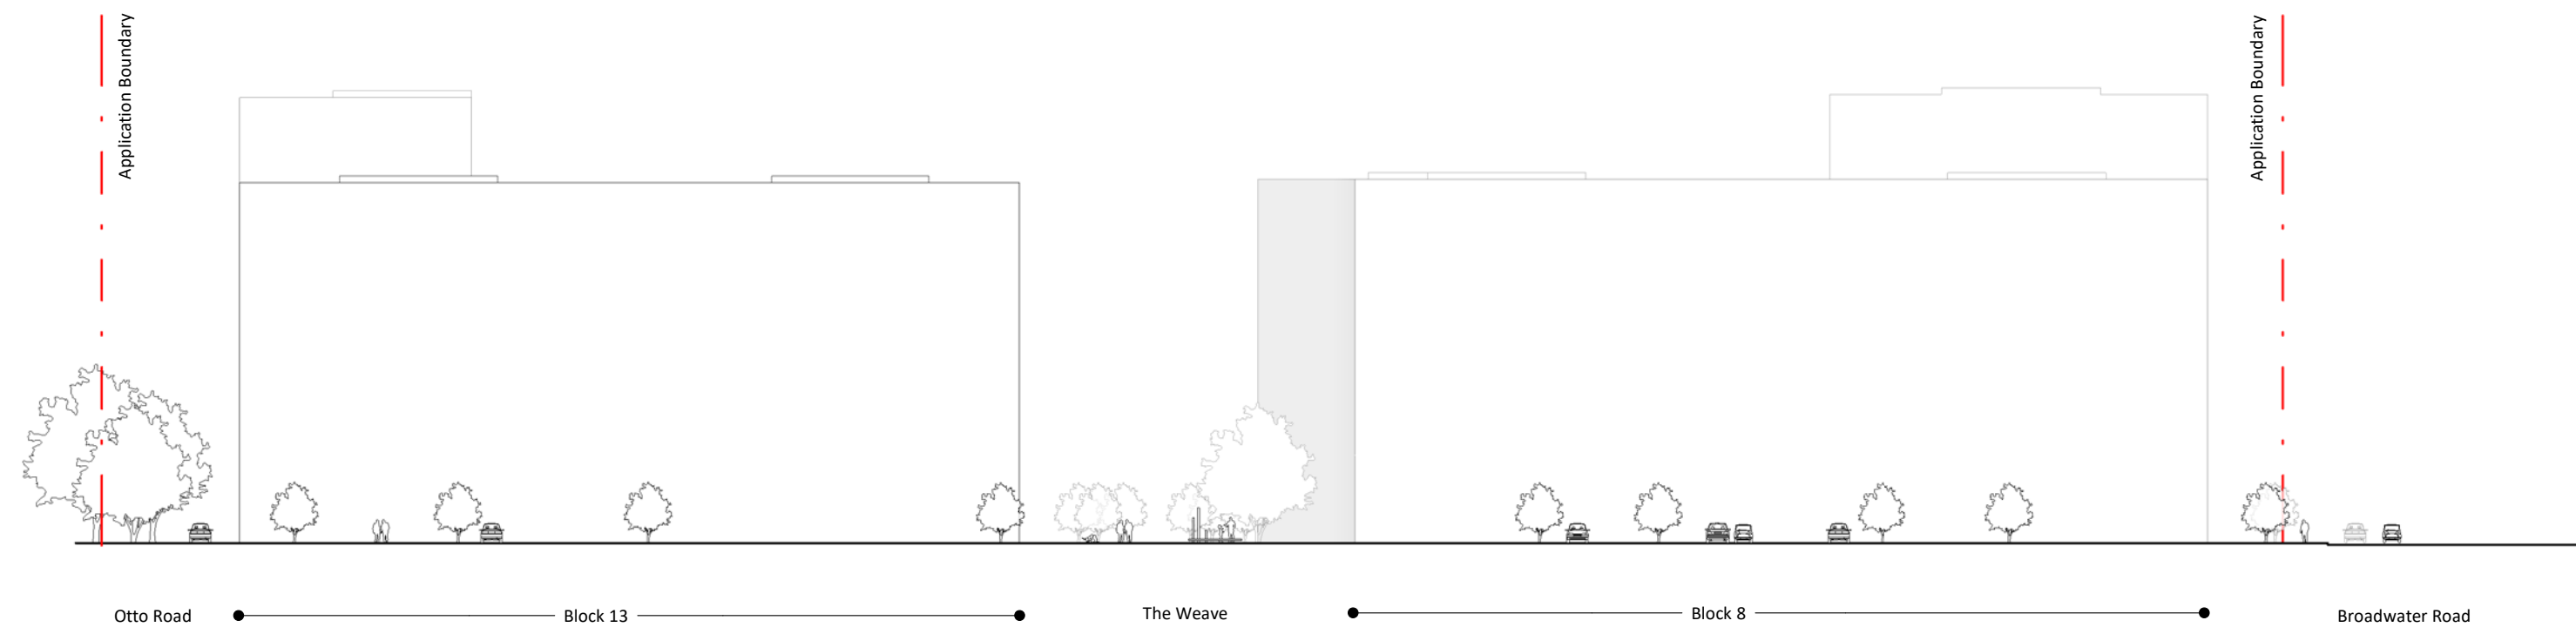 Application Boundary
Application Boundary
Otto Road
Block 13
The Weave
Block 8
Broadwater Road